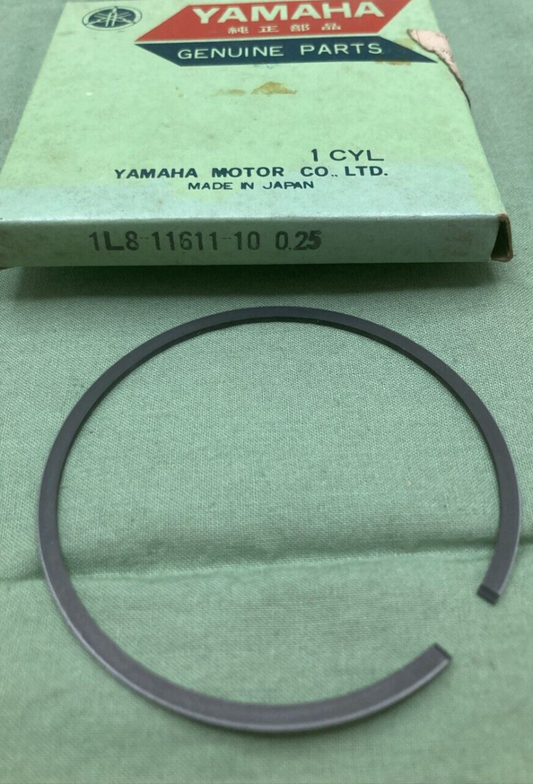 YAMAHA
純正部品
GENUINE PARTS
1 CYL
YAMAHA MOTOR CO., LTD.
MADE IN JAPAN
1L8-11611-10 0.25